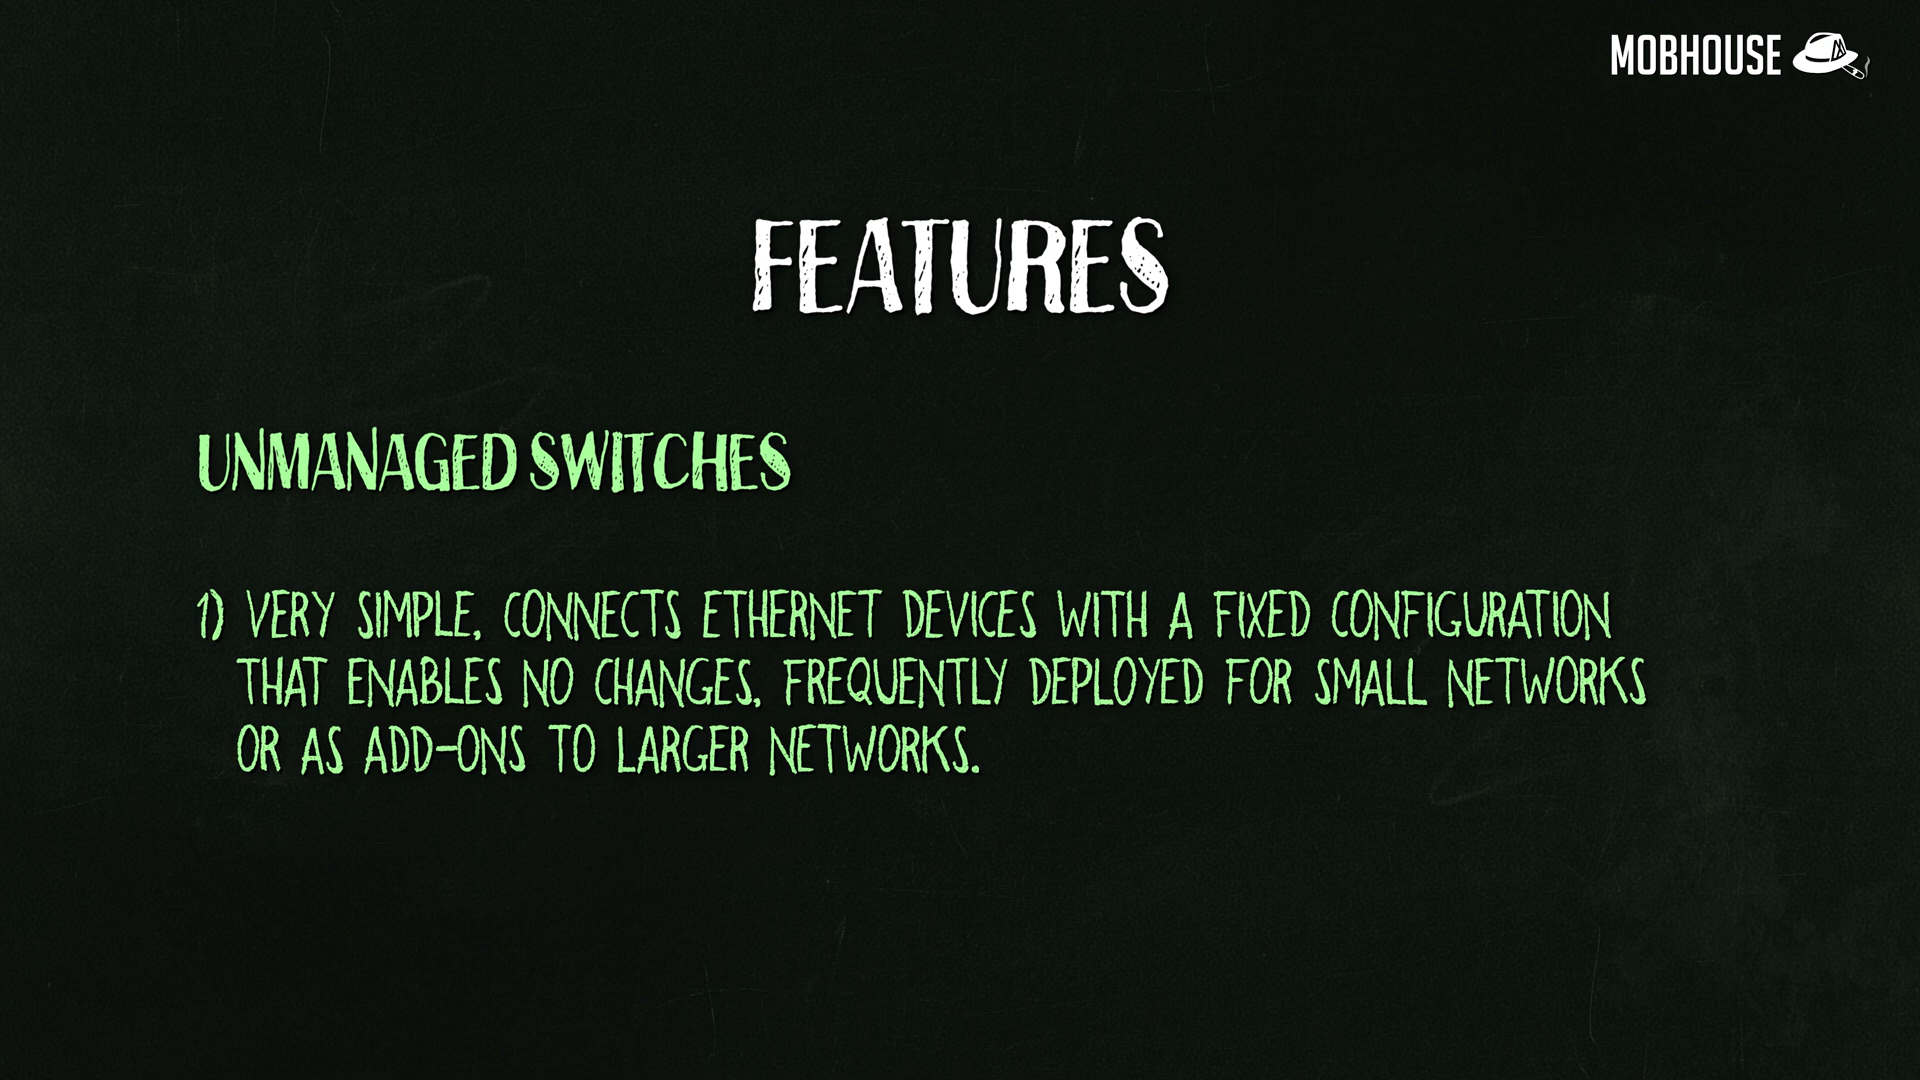 MOBHOUSE
FEATURES
UNMANAGED SWITCHES
1) VERY SIMPLE, CONNECTS ETHERNET DEVICES WITH A FIXED CONFIGURATION
THAT ENABLES NO CHANGES, FREQUENTLY DEPLOYED FOR SMALL NETWORKS
OR AS ADD-ONS TO LARGER NETWORKS.